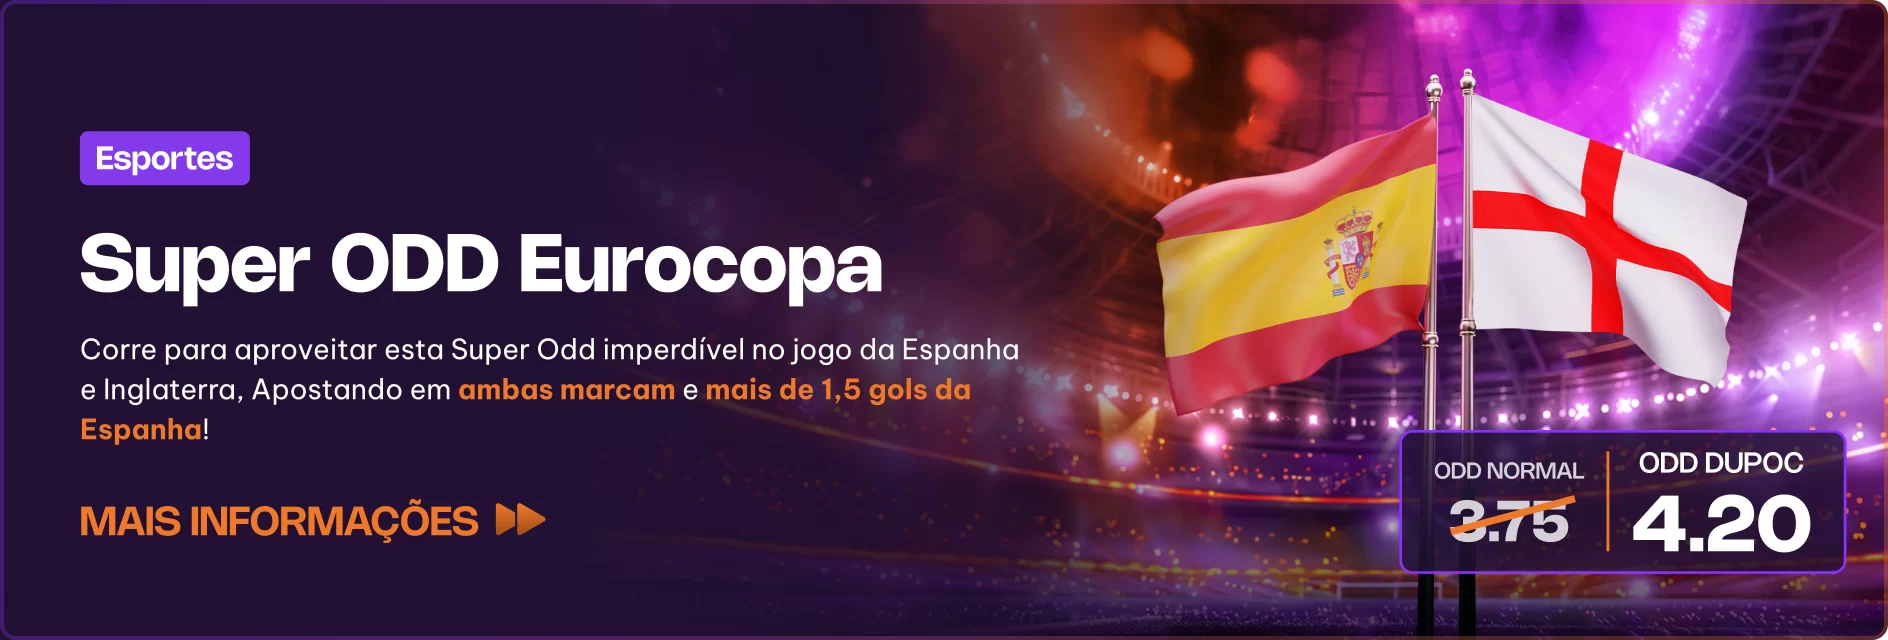 Esportes
Super ODD Eurocopa
Corre para aproveitar esta Super Odd imperdível no jogo da Espanha
e Inglaterra, Apostando em ambas marcam e mais de 1,5 gols da
Espanha!
MAIS INFORMAÇÕES
ODD NORMAL
3.75
ODD DUPOC
4.20